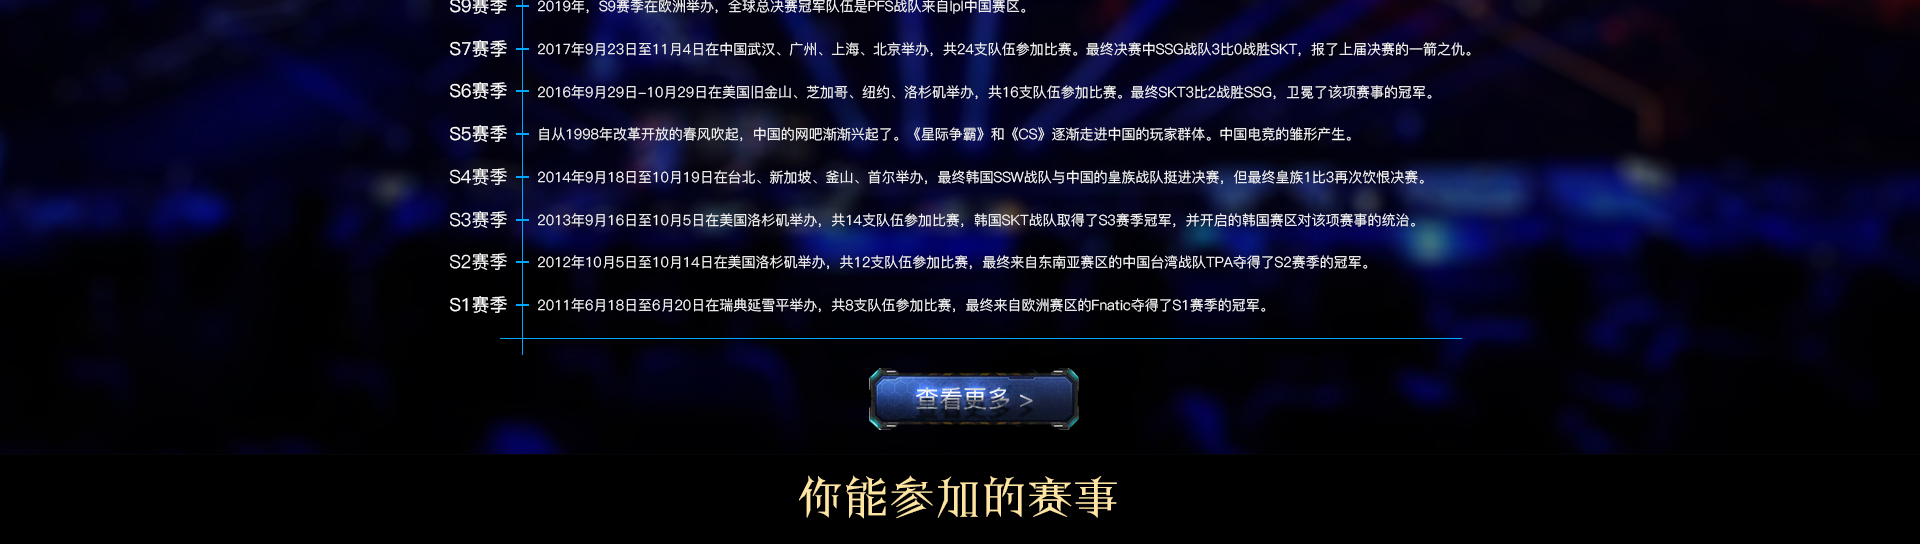 S9赛季 2019年，S9赛季在欧洲举办，全球总决赛冠军队伍是PFS战队来自lpl中国赛区。
S7赛季 2017年9月23日至11月4日在中国武汉、广州、上海、北京举办，共24支队伍参加比赛。最终决赛中SSG战队3比0战胜SKT，报了上届决赛的一箭之仇。
S6赛季 2016年9月29日-10月29日在美国旧金山、芝加哥、纽约、洛杉矶举办，共16支队伍参加比赛。最终SKT3比2战胜SSG，卫冕了该项赛事的冠军。
S5赛季 自从1998年改革开放的春风吹起，中国的网吧渐渐兴起了。《星际争霸》和《CS》逐渐走进中国的玩家群体。中国电竞的雏形产生。
S4赛季 2014年9月18日至10月19日在台北、新加坡、釜山、首尔举办，最终韩国SSW战队与中国的皇族战队挺进决赛，但最终皇族1比3再次饮恨决赛。
S3赛季 2013年9月16日至10月5日在美国洛杉矶举办，共14支队伍参加比赛，韩国SKT战队取得了S3赛季冠军，并开启的韩国赛区对该项赛事的统治。
S2赛季 2012年10月5日至10月14日在美国洛杉矶举办，共12支队伍参加比赛，最终来自东南亚赛区的中国台湾战队TPA夺得了S2赛季的冠军。
S1赛季 2011年6月18日至6月20日在瑞典延雪平举办，共8支队伍参加比赛，最终来自欧洲赛区的Fnatic夺得了S1赛季的冠军。
查看更多 >
你能参加的赛事